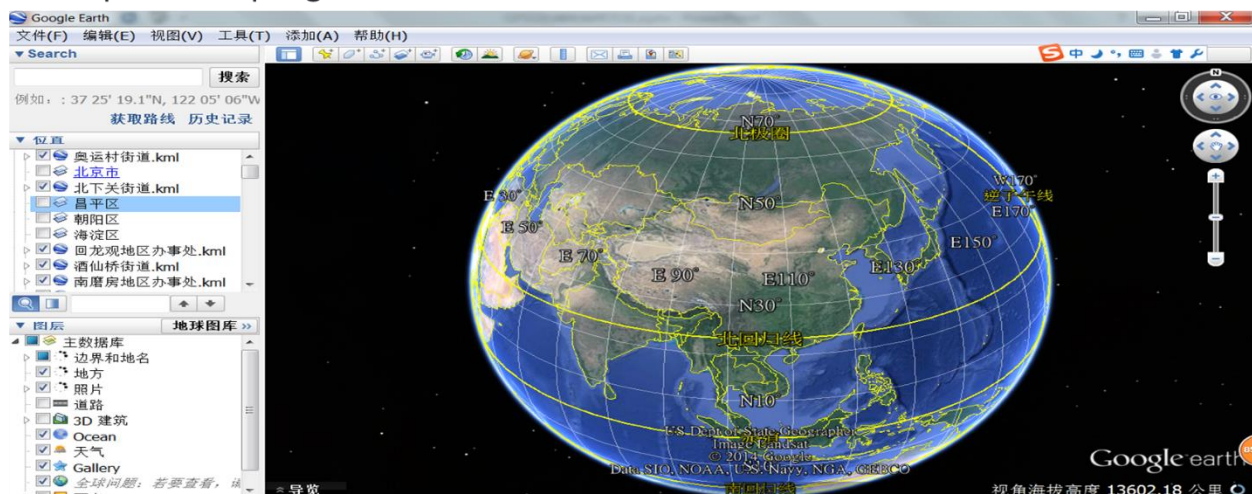 Google Earth
文件(F) 编辑(E) 视图(V) 工具(T) 添加(A) 帮助(H)
▼ Search
搜索
例如：: 37 25' 19.1"N, 122 05' 06"W
获取路线 历史记录
▼ 位置
奥运村街道.kml
北京市
北下关街道.kml
昌平区
朝阳区
海淀区
回龙观地区办事处.kml
酒仙桥街道.kml
南磨房地区办事处.kml
▼ 图层
地球图库 »
主数据库
边界和地名
地方
照片
道路
3D 建筑
Ocean
天气
Gallery
全球问题: 若要查看,
中
N
N70°
北极圈
W170°
逆子午线
E170°
E 30°
N50°
E 50°
E150°
E 70°
E 90°
E110°
E130°
N30°
北回归线
N10°
US Dept of State Geographer
Image Landsat
© 2014 Google
Data SIO, NOAA, U.S. Navy, NGA, GEBCO
南回归线
Google earth
导览
视角海拔高度 13602.18 公里